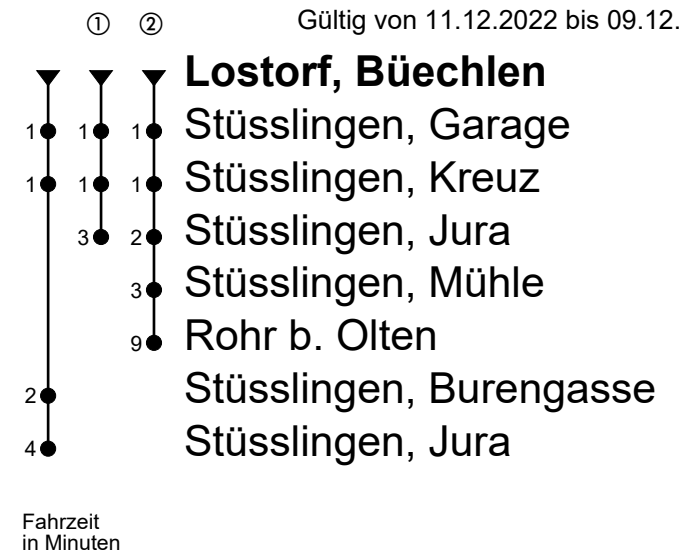 ① ② Gültig von 11.12.2022 bis 09.12.
Lostorf, Büechlen
1 1 1 Stüsslingen, Garage
1 1 1 Stüsslingen, Kreuz
3 2 Stüsslingen, Jura
3 Stüsslingen, Mühle
9 Rohr b. Olten
2 Stüsslingen, Burengasse
4 Stüsslingen, Jura
Fahrzeit
in Minuten